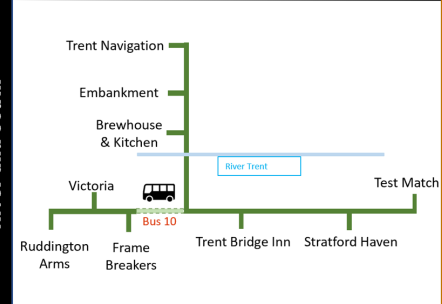 Trent Navigation
Embankment
Brewhouse
& Kitchen
River Trent
Victoria
Test Match
Bus 10
Ruddington
Arms
Frame
Breakers
Trent Bridge Inn
Stratford Haven